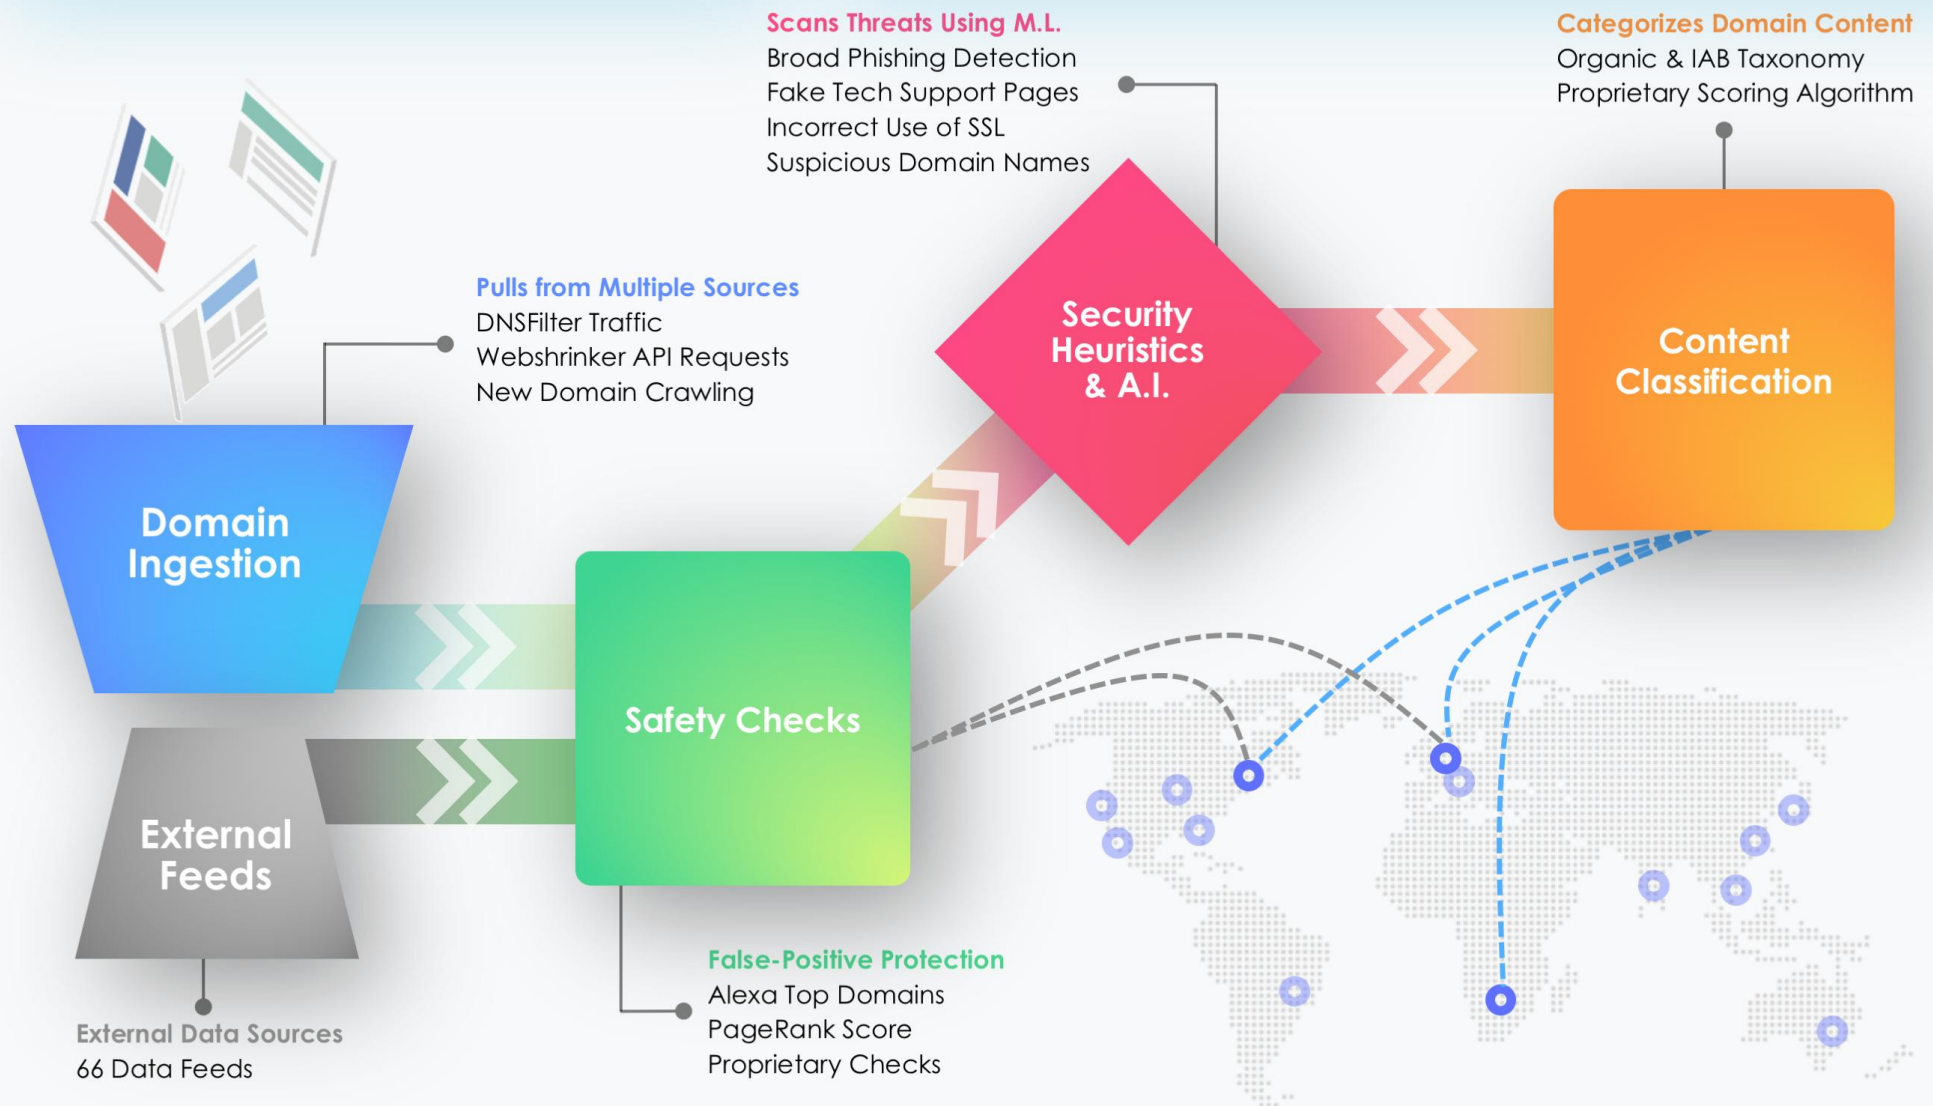 Scans Threats Using M.L.
Broad Phishing Detection
Fake Tech Support Pages
Incorrect Use of SSL
Suspicious Domain Names
Categorizes Domain Content
Organic & IAB Taxonomy
Proprietary Scoring Algorithm
Pulls from Multiple Sources
DNSFilter Traffic
Webshrinker API Requests
New Domain Crawling
Security
Heuristics
& A.I.
Content
Classification
Domain
Ingestion
Safety Checks
External
Feeds
False-Positive Protection
Alexa Top Domains
PageRank Score
Proprietary Checks
External Data Sources
66 Data Feeds